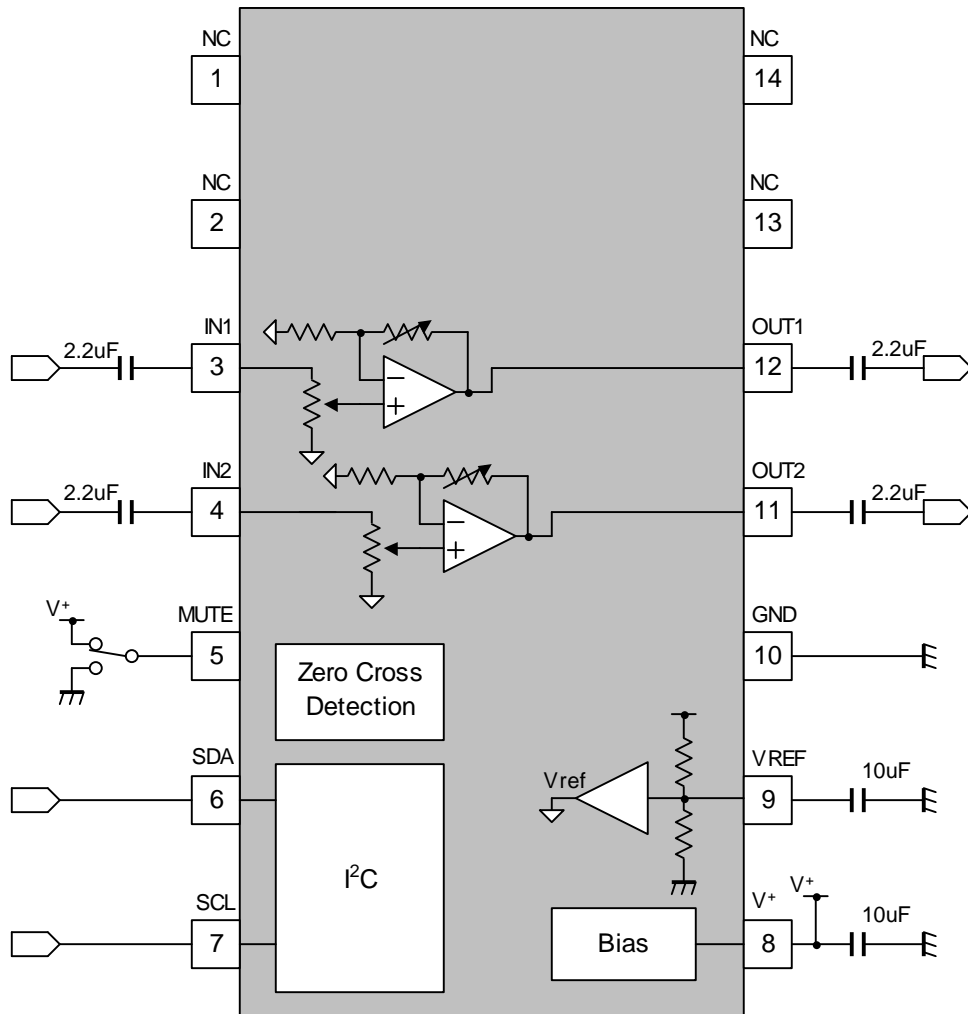 NC
1
NC
14
NC
2
NC
13
2.2uF
IN1
3
−
+
OUT1
12
2.2uF
2.2uF
IN2
4
−
+
OUT2
11
2.2uF
V+
MUTE
5
Zero Cross
Detection
GND
10
SDA
6
Vref
VREF
9
10uF
I²C
SCL
7
Bias
V+
8
V+
10uF